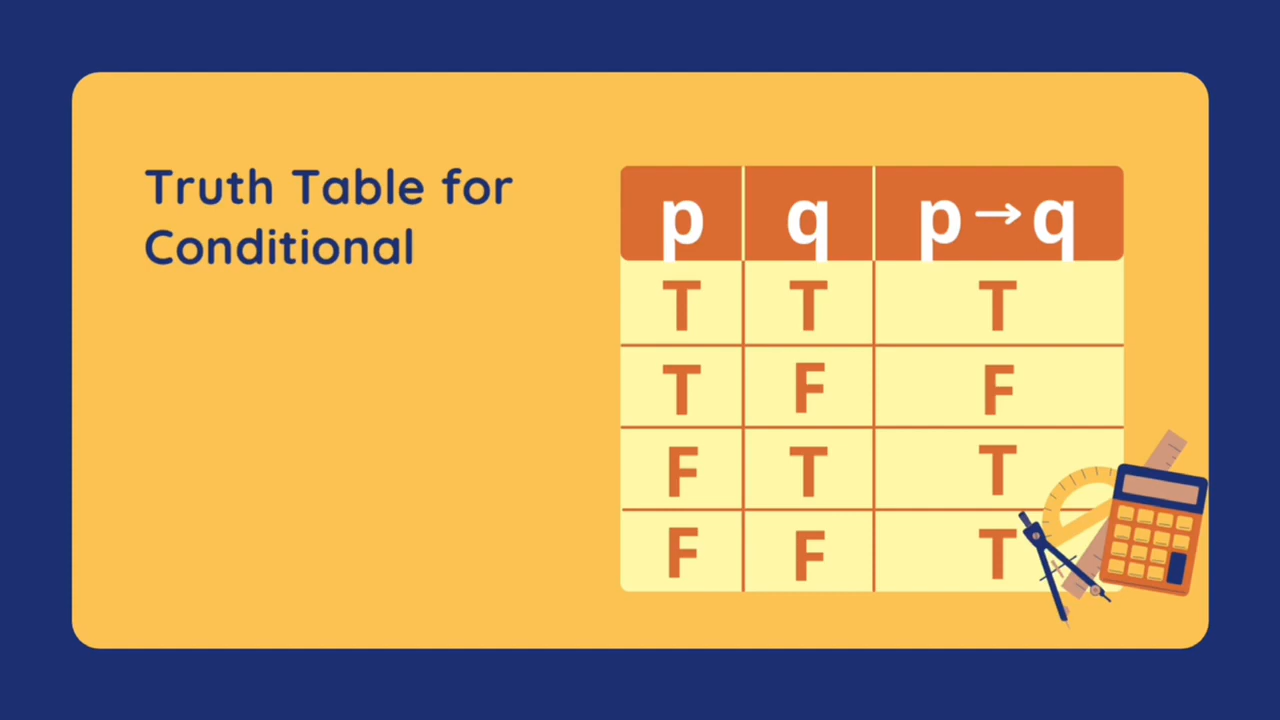 Truth Table for
Conditional
p q p→q
T T T
T F F
F T T
F F T